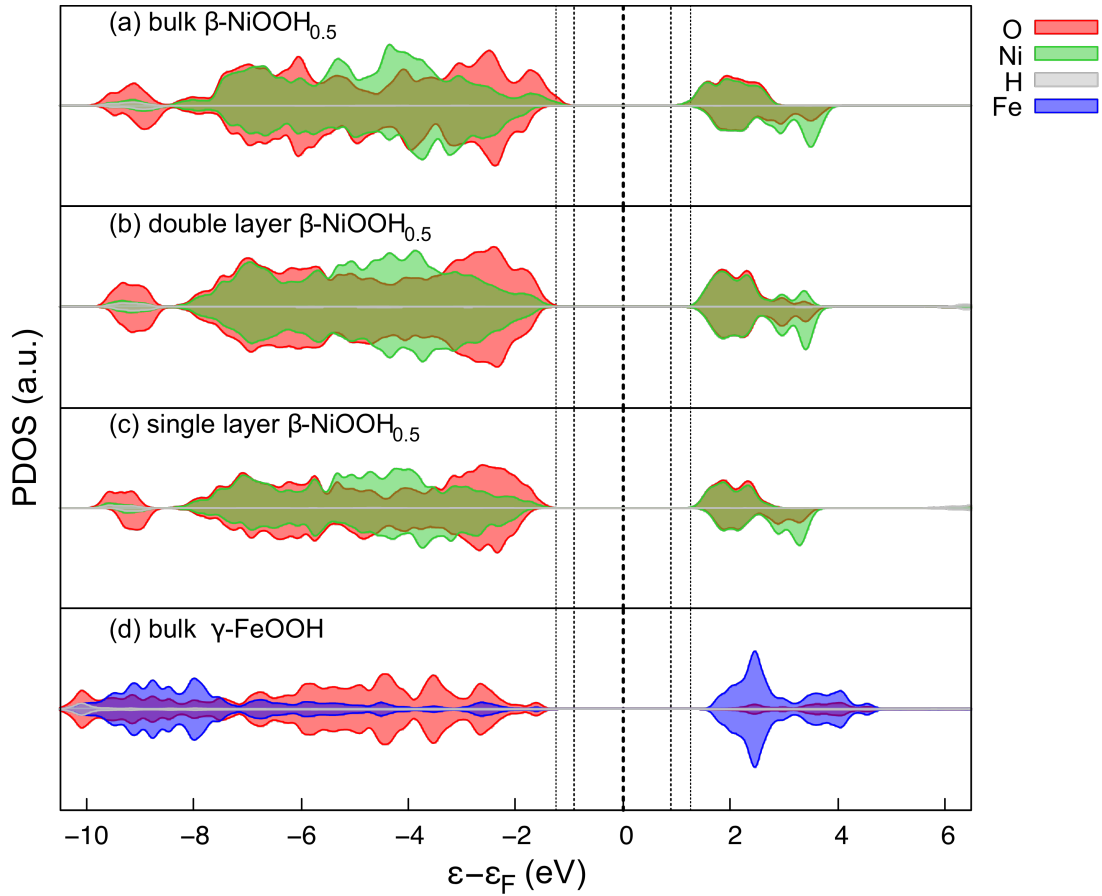 (a) bulk β-NiOOH0.5
O
Ni
H
Fe
(b) double layer β-NiOOH0.5
(c) single layer β-NiOOH0.5
(d) bulk γ-FeOOH
PDOS (a.u.)
−10 −8 −6 −4 −2 0 2 4 6
ε−εF (eV)